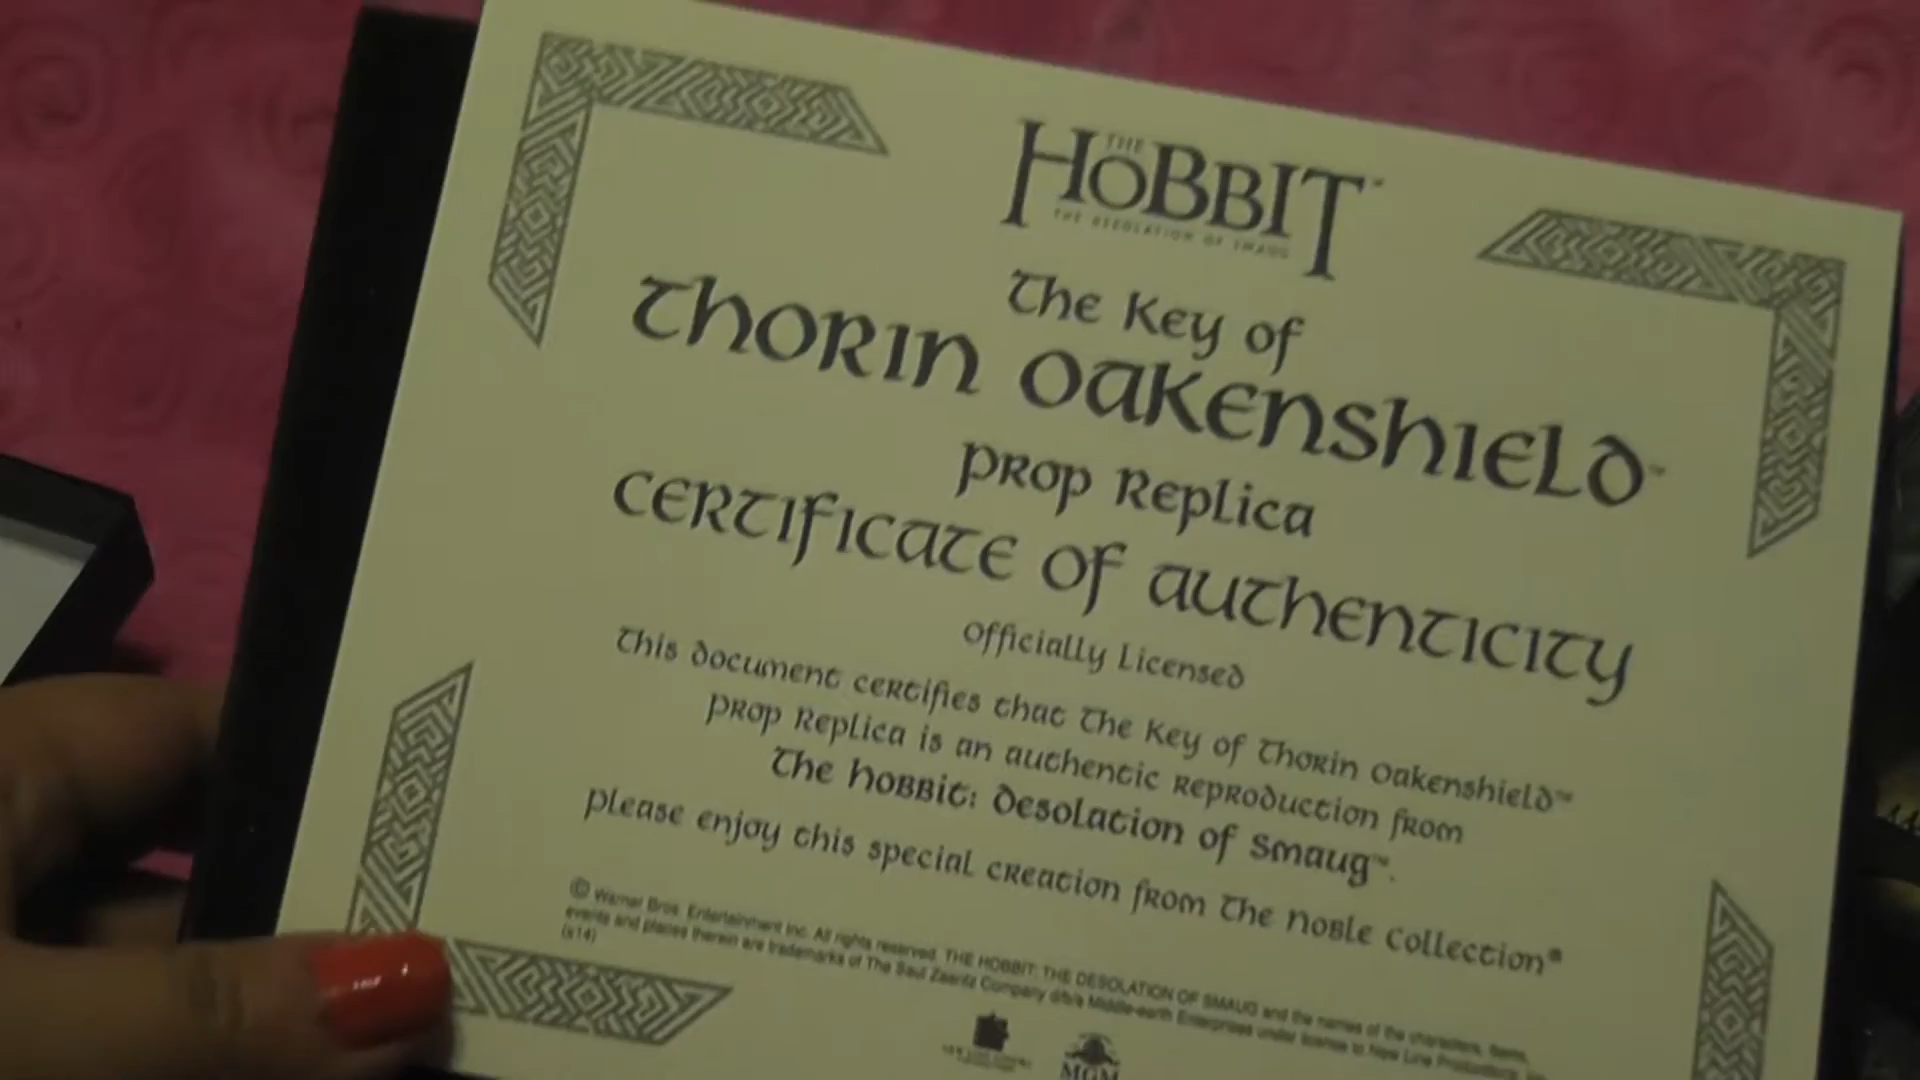 THE HOBBIT™
THE DESOLATION OF SMAUG
The Key of
Thorin Oakenshield™
Prop Replica
Certificate of Authenticity
Officially Licensed
This document certifies that The Key of Thorin Oakenshield™
Prop Replica is an authentic reproduction from
The Hobbit: Desolation of Smaug™.
Please enjoy this special creation from The Noble Collection®
© Warner Bros. Entertainment Inc. All rights reserved. THE HOBBIT: THE DESOLATION OF SMAUG and the names of the characters, items,
events and places therein are trademarks of The Saul Zaentz Company d/b/a Middle-earth Enterprises under license to New Line Productions,
(s14)
MGM